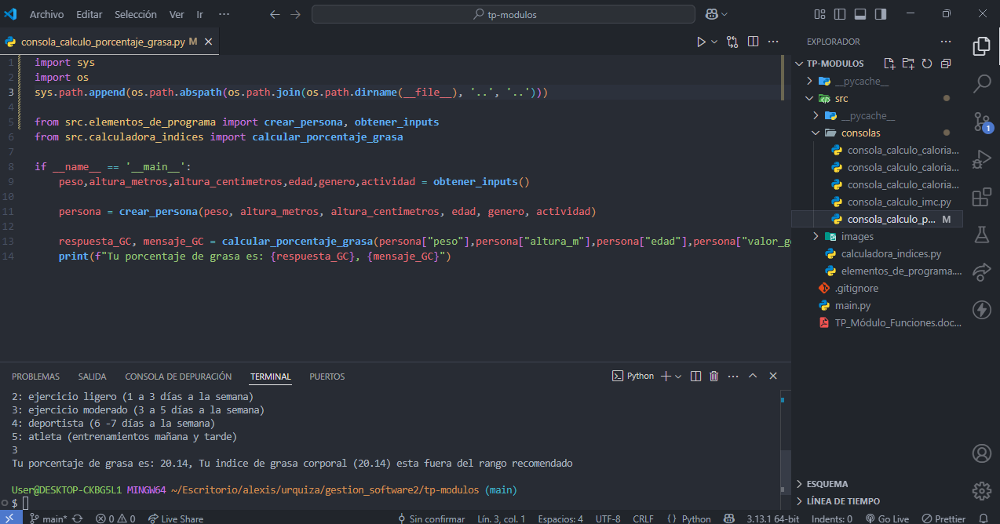 Archivo Editar Selección Ver Ir ··· tp-modulos
consola_calculo_porcentaje_grasa.py M
1 import sys
2 import os
3 sys.path.append(os.path.abspath(os.path.join(os.path.dirname(__file__), '..', '..')))
4
5 from src.elementos_de_programa import crear_persona, obtener_inputs
6 from src.calculadora_indices import calcular_porcentaje_grasa
7
8 if __name__ == '__main__':
9 peso,altura_metros,altura_centimetros,edad,genero,actividad = obtener_inputs()
10
11 persona = crear_persona(peso, altura_metros, altura_centimetros, edad, genero, actividad)
12
13 respuesta_GC, mensaje_GC = calcular_porcentaje_grasa(persona["peso"],persona["altura_m"],persona["edad"],persona["valor_g
14 print(f"Tu porcentaje de grasa es: {respuesta_GC}, {mensaje_GC}")
EXPLORADOR ···
TP-MODULOS
__pycache__
src
__pycache__
consolas
consola_calculo_caloria...
consola_calculo_caloria...
consola_calculo_caloria...
consola_calculo_imc.py
consola_calculo_p... M
images
calculadora_indices.py
elementos_de_programa....
.gitignore
main.py
TP_Módulo_Funciones.doc...
ESQUEMA
LÍNEA DE TIEMPO
1
PROBLEMAS SALIDA CONSOLA DE DEPURACIÓN TERMINAL PUERTOS Python
2: ejercicio ligero (1 a 3 días a la semana)
3: ejercicio moderado (3 a 5 días a la semana)
4: deportista (6 -7 días a la semana)
5: atleta (entrenamientos mañana y tarde)
3
Tu porcentaje de grasa es: 20.14, Tu indice de grasa corporal (20.14) esta fuera del rango recomendado
User@DESKTOP-CKBG5L1 MINGW64 ~/Escritorio/alexis/urquiza/gestion_software2/tp-modulos (main)
$
main* 0 0 Live Share Sin confirmar Lín. 3, col. 1 Espacios: 4 UTF-8 CRLF {} Python 3.13.1 64-bit Indents: 0 Go Live Prettier